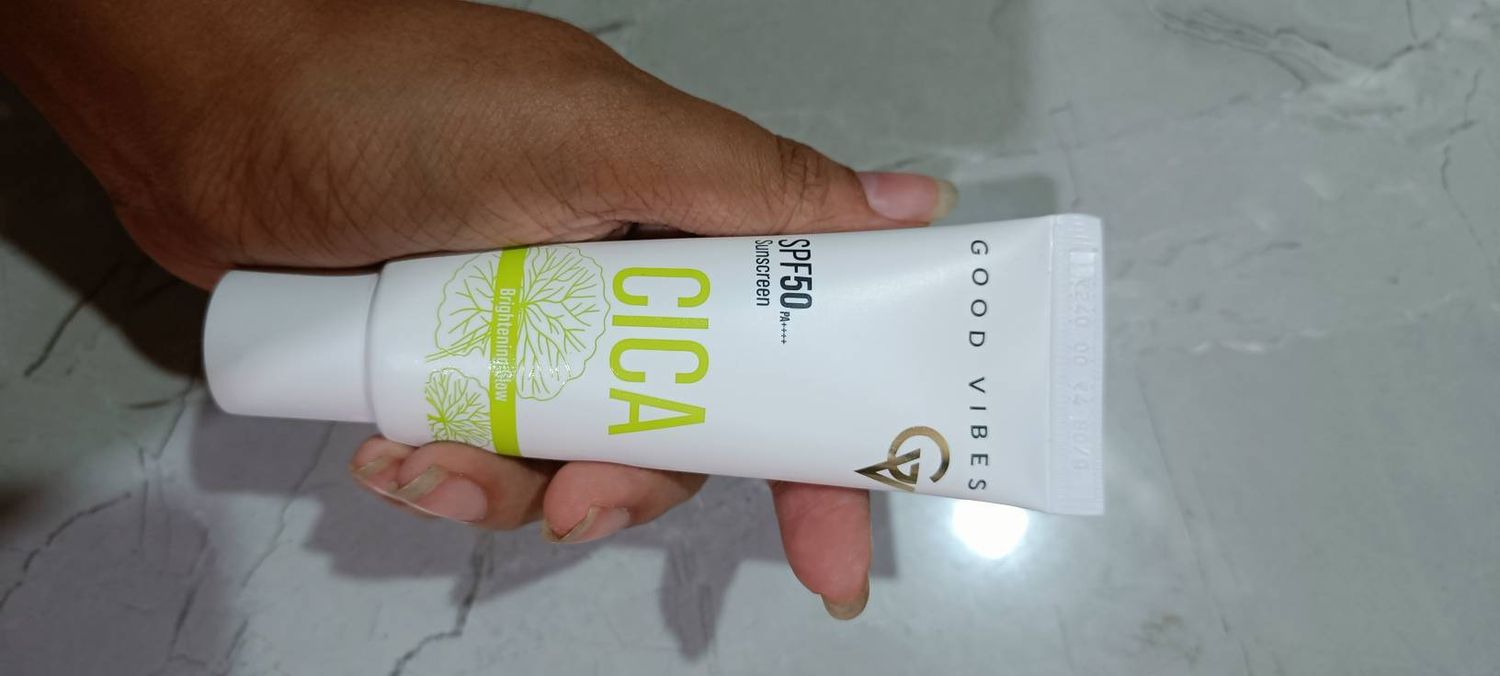 GOOD VIBES
SPF50 PA++++
Sunscreen
CICA
Brightening Glow